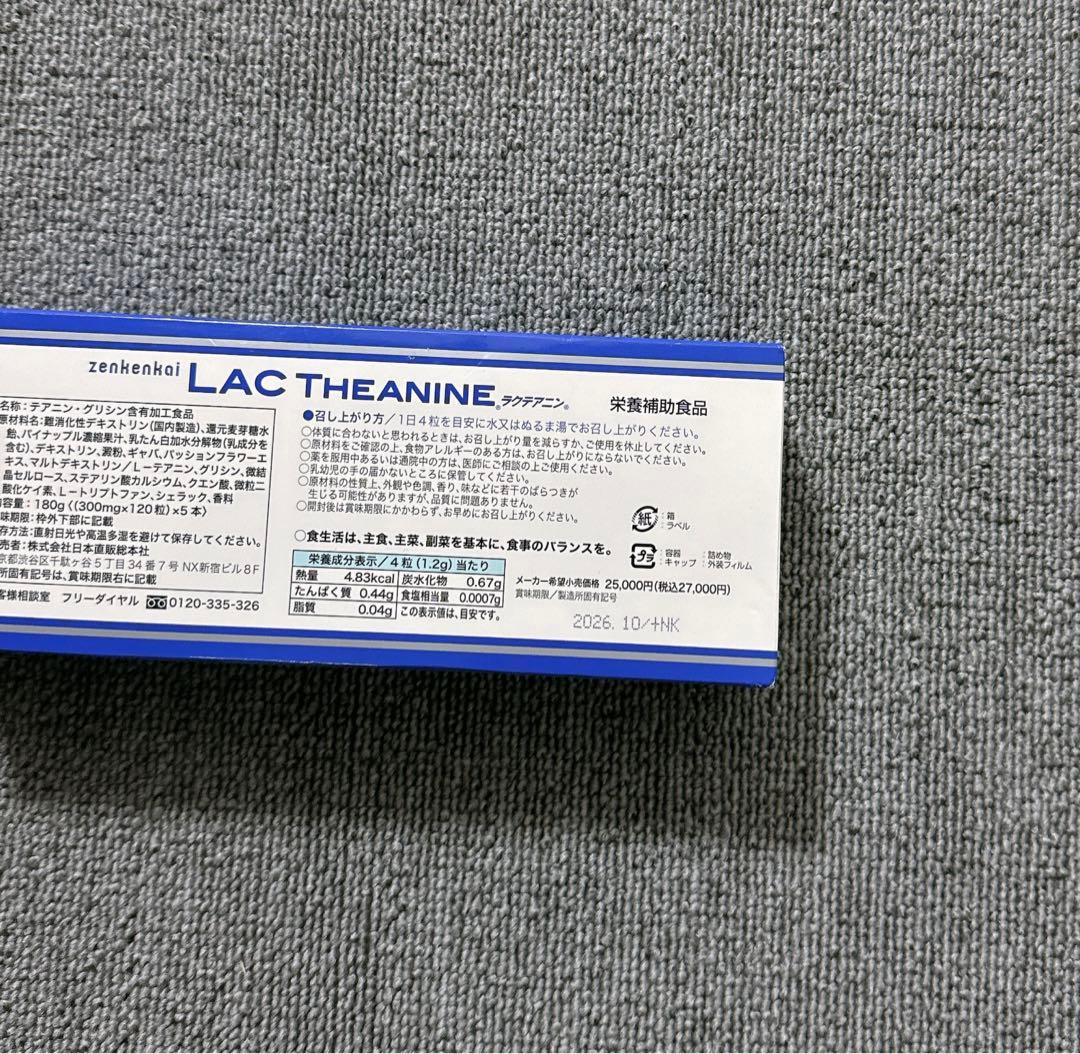 zenkenkai LAC THEANINE® ラクテアニン® 栄養補助食品
名称：テアニン・グリシン含有加工食品
原材料名：難消化性デキストリン(国内製造)、還元麦芽糖水
飴、パイナップル濃縮果汁、乳たん白加水分解物(乳成分を
含む)、デキストリン、澱粉、ギャバ、パッションフラワーエ
キス、マルトデキストリン/L－テアニン、グリシン、微結
晶セルロース、ステアリン酸カルシウム、クエン酸、微粒二
酸化ケイ素、L－トリプトファン、シェラック、香料
内容量：180g〈(300mg×120粒)×5本〉
味期限：枠外下部に記載
存方法：直射日光や高温多湿を避けて保存してください。
売者：株式会社日本直販総本社
京都渋谷区千駄ヶ谷5丁目34番7号 NX新宿ビル8F
所固有記号は、賞味期限右に記載
客様相談室 フリーダイヤル 0120-335-326
●召し上がり方／1日4粒を目安に水又はぬるま湯でお召し上がりください。
○体質に合わないと思われるときは、お召し上がり量を減らすか、ご使用を休止してください。
○原材料をご確認の上、食物アレルギーのある方は、お召し上がりにならないでください。
○薬を服用中あるいは通院中の方は、医師にご相談の上ご使用ください。
○乳幼児の手の届かないところに保管してください。
○原材料の性質上、外観や色調、香り、味などに若干のばらつきが
生じる可能性がありますが、品質に問題ありません。
○開封後は賞味期限にかかわらず、お早めにお召し上がりください。
○食生活は、主食、主菜、副菜を基本に、食事のバランスを。
栄養成分表示／4粒(1.2g)当たり
熱量 4.83kcal 炭水化物 0.67g
たんぱく質 0.44g 食塩相当量 0.0007g
脂質 0.04g この表示値は、目安です。
紙 ：箱
：ラベル
プラ ：容器 ：詰め物
：キャップ ：外装フィルム
メーカー希望小売価格 25,000円(税込27,000円)
賞味期限／製造所固有記号
2026.10/+NK